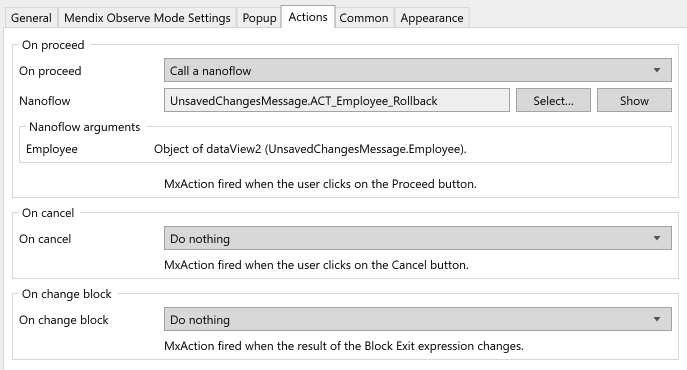 General Mendix Observe Mode Settings Popup Actions Common Appearance
On proceed
On proceed Call a nanoflow
Nanoflow UnsavedChangesMessage.ACT_Employee_Rollback Select... Show
Nanoflow arguments
Employee Object of dataView2 (UnsavedChangesMessage.Employee).
MxAction fired when the user clicks on the Proceed button.
On cancel
On cancel Do nothing
MxAction fired when the user clicks on the Cancel button.
On change block
On change block Do nothing
MxAction fired when the result of the Block Exit expression changes.